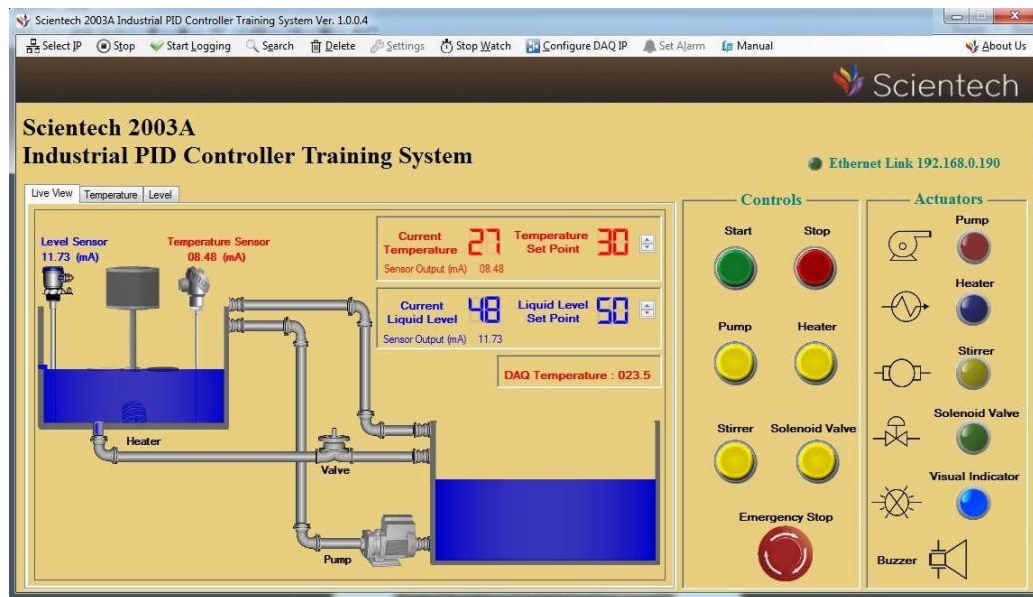 Scientech 2003A Industrial PID Controller Training System Ver. 1.0.0.4
Select IP Stop Start Logging Search Delete Settings Stop Watch Configure DAQ IP Set Alarm Manual About Us
Scientech
Scientech 2003A
Industrial PID Controller Training System
Ethernet Link 192.168.0.190
Live View Temperature Level
Level Sensor
11.73 (mA)
Temperature Sensor
08.48 (mA)
Current
Temperature
27
Temperature
Set Point
30
Sensor Output (mA) 08.48
Current
Liquid Level
48
Liquid Level
Set Point
50
Sensor Output (mA) 11.73
DAQ Temperature : 023.5
Heater
Valve
Pump
Controls
Start Stop
Pump Heater
Stirrer Solenoid Valve
Emergency Stop
Actuators
Pump
Heater
Stirrer
Solenoid Valve
Visual Indicator
Buzzer